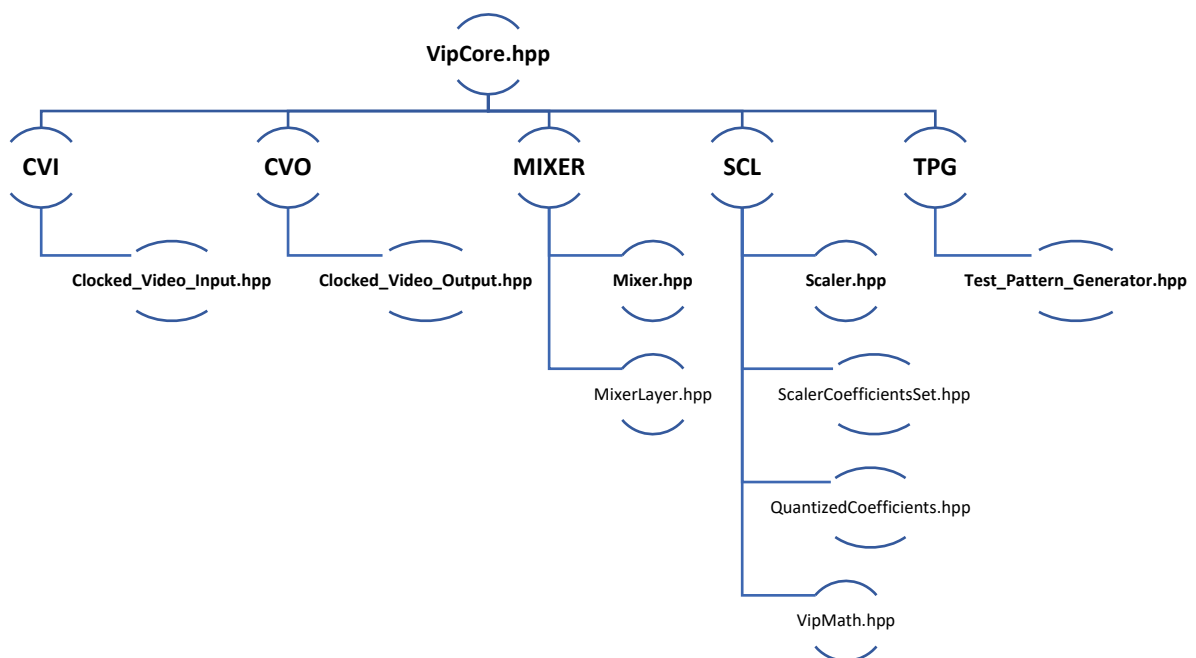 VipCore.hpp
CVI
CVO
MIXER
SCL
TPG
Clocked_Video_Input.hpp
Clocked_Video_Output.hpp
Mixer.hpp
Scaler.hpp
Test_Pattern_Generator.hpp
MixerLayer.hpp
ScalerCoefficientsSet.hpp
QuantizedCoefficients.hpp
VipMath.hpp